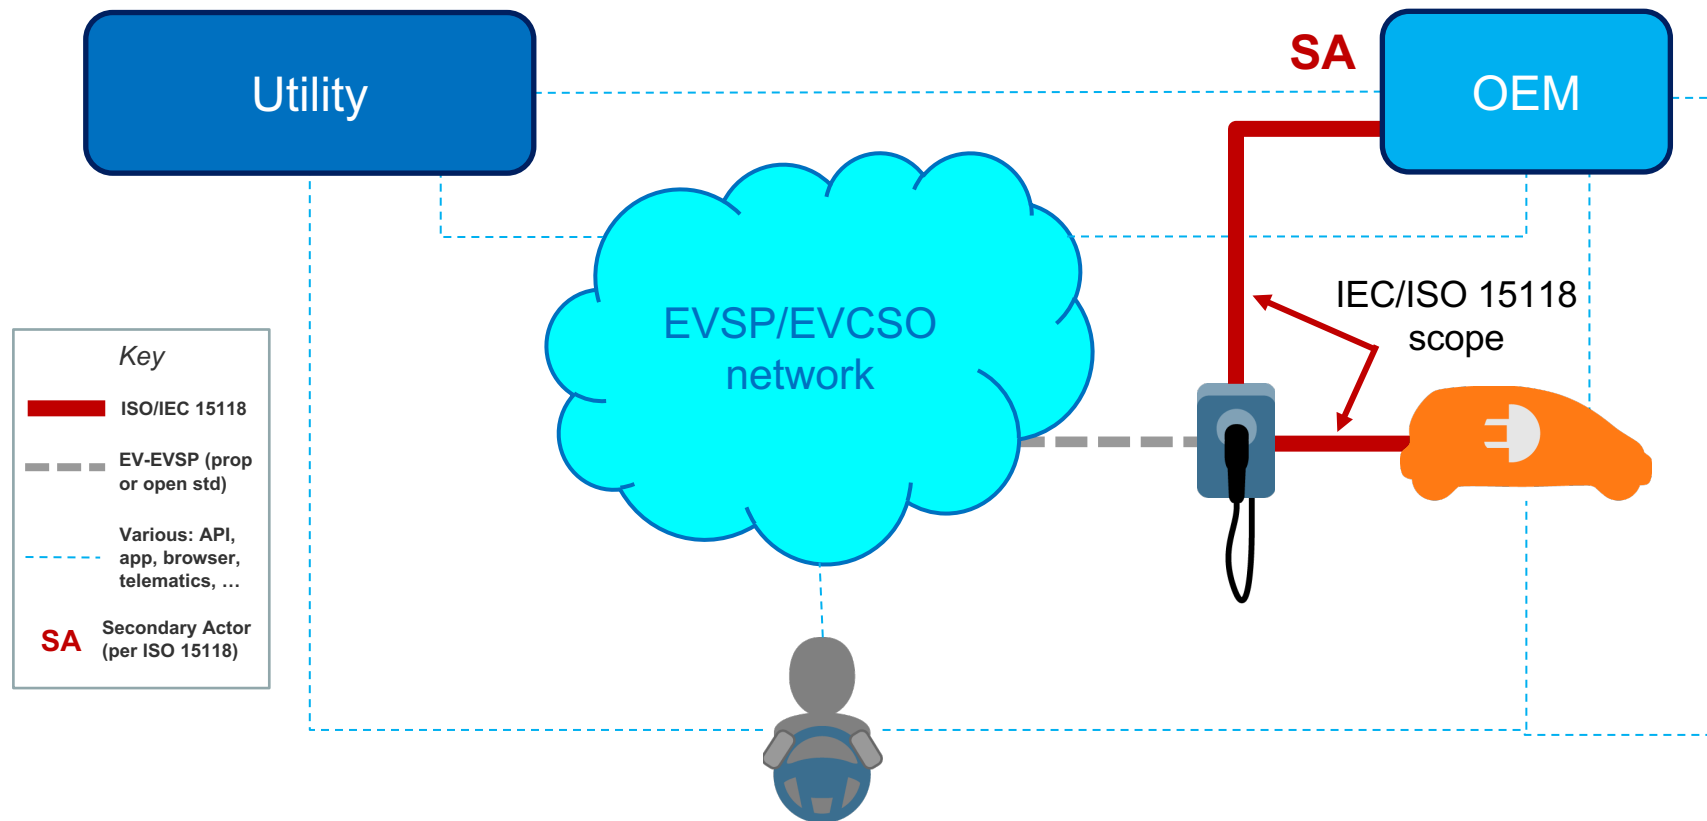 Utility
SA
OEM
EVSP/EVCSO
network
IEC/ISO 15118
scope
Key
ISO/IEC 15118
EV-EVSP (prop
or open std)
Various: API,
app, browser,
telematics, …
SA
Secondary Actor
(per ISO 15118)